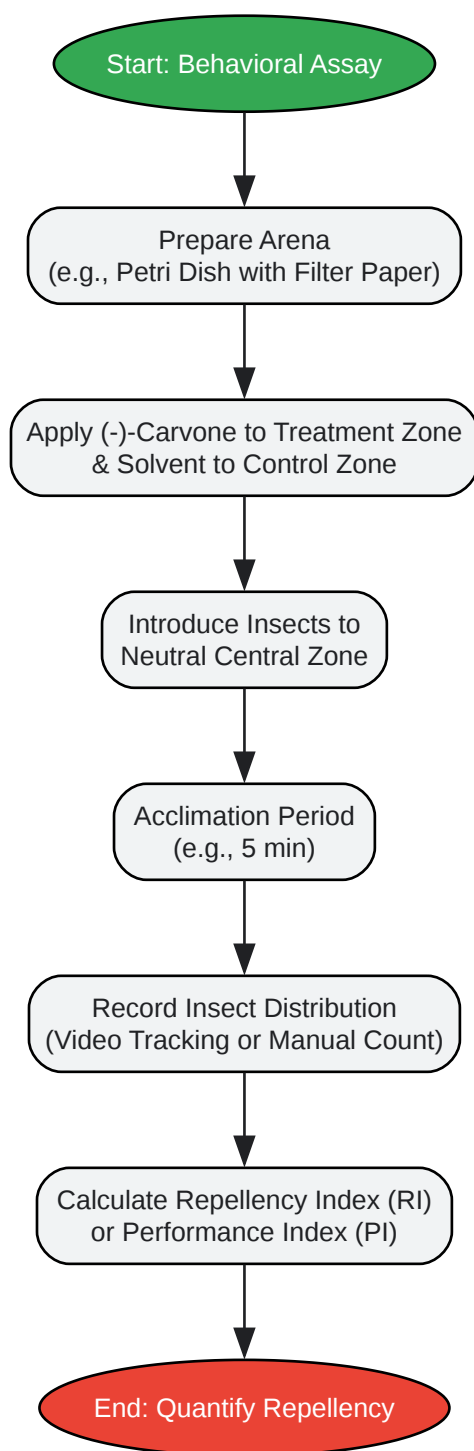 Start: Behavioral Assay
Prepare Arena
(e.g., Petri Dish with Filter Paper)
Apply (-)-Carvone to Treatment Zone
& Solvent to Control Zone
Introduce Insects to
Neutral Central Zone
Acclimation Period
(e.g., 5 min)
Record Insect Distribution
(Video Tracking or Manual Count)
Calculate Repellency Index (RI)
or Performance Index (PI)
End: Quantify Repellency